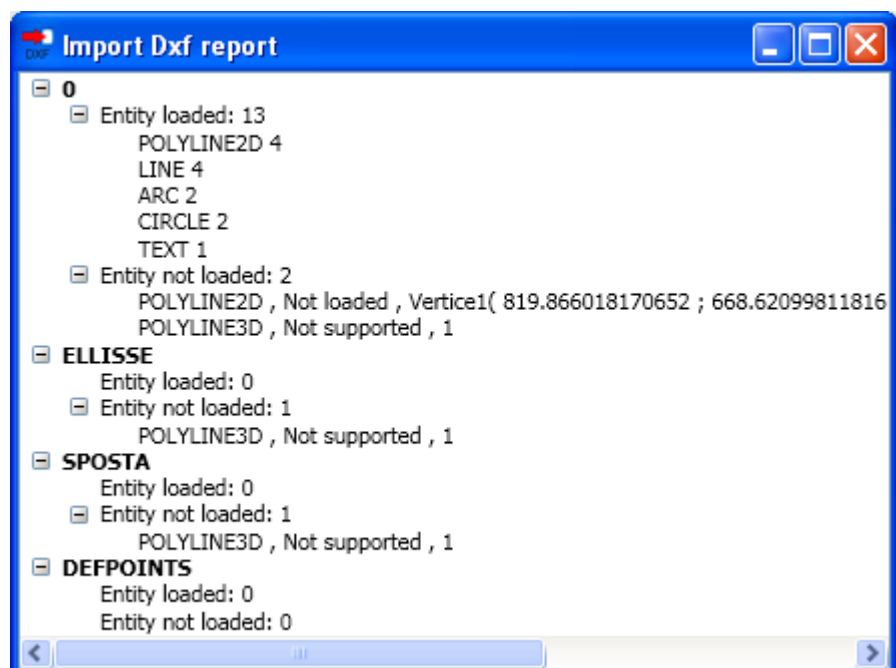 DXF
Import Dxf report
0
Entity loaded: 13
POLYLINE2D 4
LINE 4
ARC 2
CIRCLE 2
TEXT 1
Entity not loaded: 2
POLYLINE2D , Not loaded , Vertice1( 819.866018170652 ; 668.62099811816
POLYLINE3D , Not supported , 1
ELLISSE
Entity loaded: 0
Entity not loaded: 1
POLYLINE3D , Not supported , 1
SPOSTA
Entity loaded: 0
Entity not loaded: 1
POLYLINE3D , Not supported , 1
DEFPOINTS
Entity loaded: 0
Entity not loaded: 0